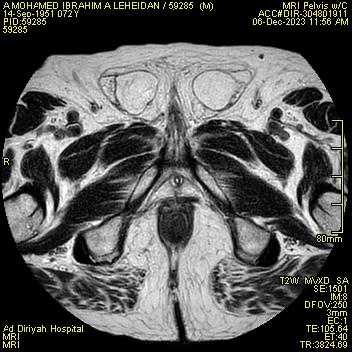 A MOHAMED IBRAHIM A LEHEIDAN / 59285 (M)
14-Sep-1951 072Y
PID:59285
59285
MRI Pelvis w/C
ACC#DIR-304801911
06-Dec-2023 11:56 AM
R
80mm
T2W_MVXD_SA
SE:1501
IM:8
DFOV:250
3mm
EC:1
TE:105.64
ET:40
TR:3824.69
Ad Diriyah Hospital
MRI
MRI